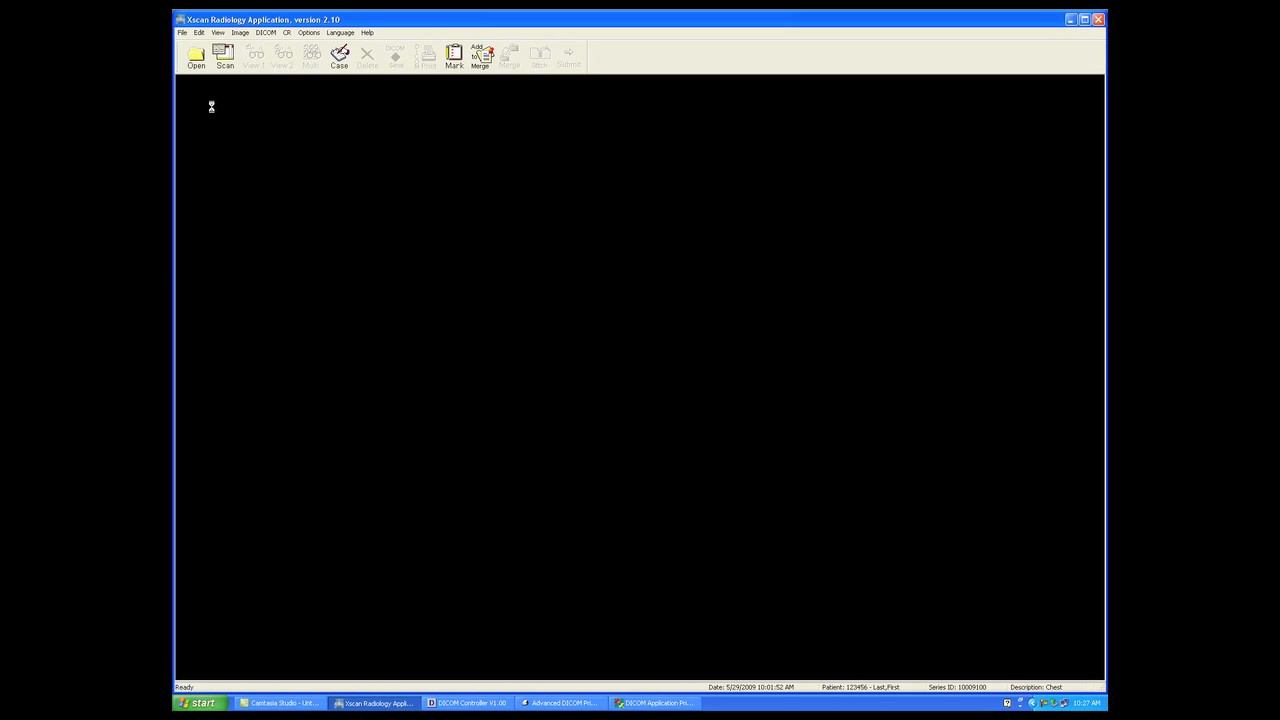 Xscan Radiology Application, version 2.10
File Edit View Image DICOM CR Options Language Help
Open Scan View 1 View 2 Multi Case Delete DICOM Save Print Mark Add to Merge Merge Stitch Submit
Ready Date: 5/29/2009 10:01:52 AM Patient: 123456 - Last,First Series ID: 10009100 Description: Chest
start Camtasia Studio - Unt... Xscan Radiology Appli... DICOM Controller V1.00 Advanced DICOM Pri... DICOM Application Pri... 10:27 AM